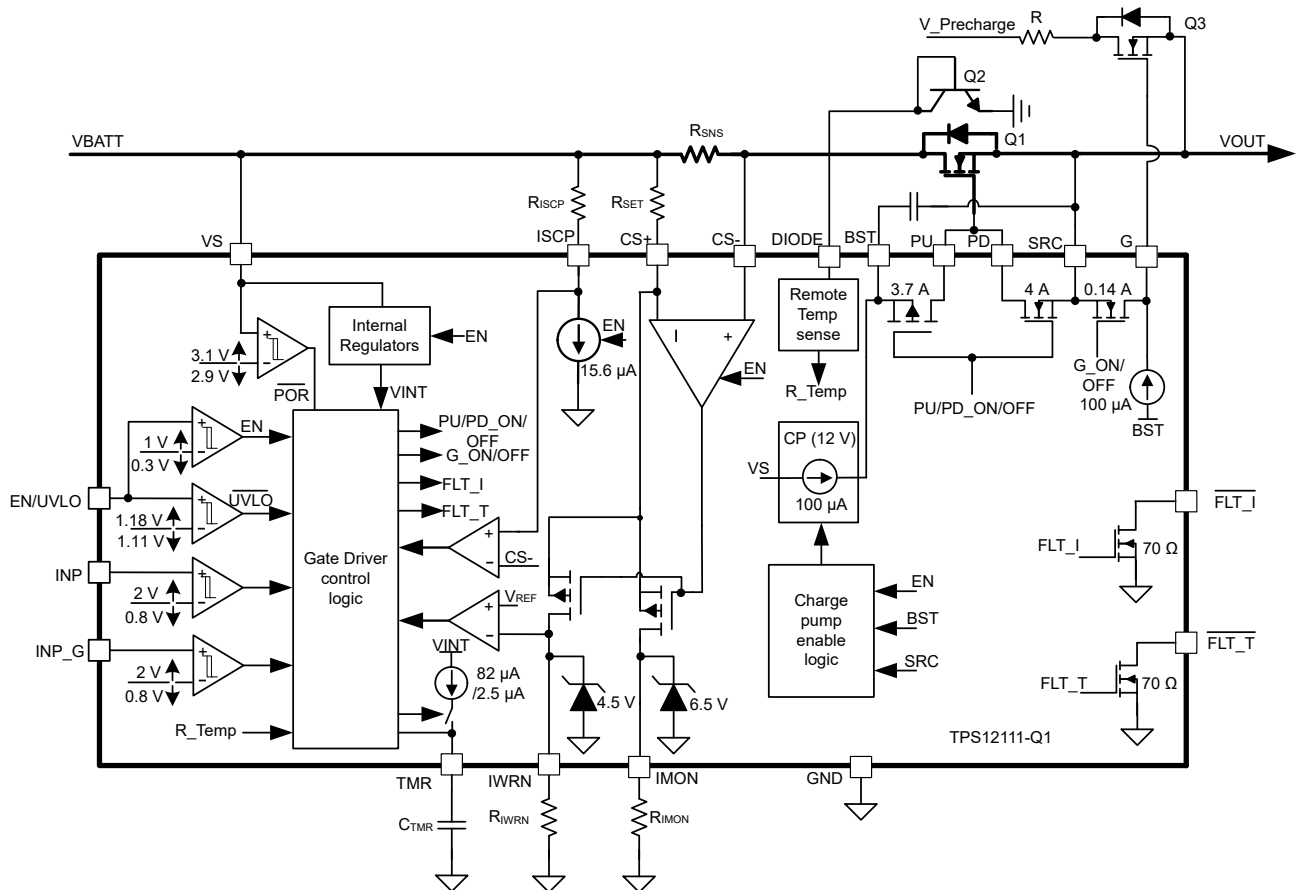 V_Precharge
R
Q3
Q2
VBATT
RSNS
Q1
VOUT
RISCP
RSET
VS
ISCP
CS+
CS-
DIODE
BST
PU
PD
SRC
G
3.1 V
2.9 V
POR
Internal
Regulators
EN
VINT
EN
15.6 µA
I
+
EN
Remote
Temp
sense
R_Temp
3.7 A
4 A
0.14 A
PU/PD_ON/OFF
G_ON/
OFF
100 µA
BST
EN
1 V
0.3 V
EN/UVLO
UVLO
1.18 V
1.11 V
INP
2 V
0.8 V
INP_G
2 V
0.8 V
R_Temp
Gate Driver
control
logic
PU/PD_ON/
OFF
G_ON/OFF
FLT_I
FLT_T
CS-
VREF
VINT
82 µA
/2.5 µA
4.5 V
6.5 V
CP (12 V)
VS
100 µA
Charge
pump
enable
logic
EN
BST
SRC
FLT_I
FLT_I
70 Ω
FLT_T
FLT_T
70 Ω
TPS12111-Q1
TMR
IWRN
IMON
GND
CTMR
RIWRN
RIMON